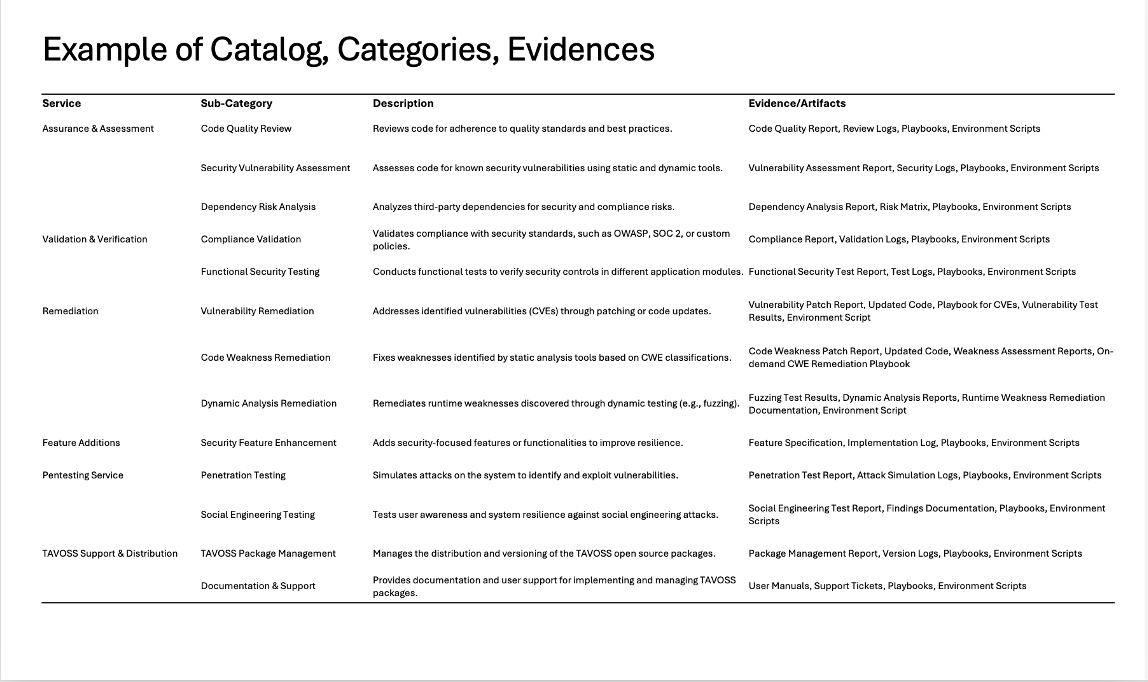 Example of Catalog, Categories, Evidences
Service Sub-Category Description Evidence/Artifacts
Assurance & Assessment Code Quality Review Reviews code for adherence to quality standards and best practices. Code Quality Report, Review Logs, Playbooks, Environment Scripts
Security Vulnerability Assessment Assesses code for known security vulnerabilities using static and dynamic tools. Vulnerability Assessment Report, Security Logs, Playbooks, Environment Scripts
Dependency Risk Analysis Analyzes third-party dependencies for security and compliance risks. Dependency Analysis Report, Risk Matrix, Playbooks, Environment Scripts
Validation & Verification Compliance Validation Validates compliance with security standards, such as OWASP, SOC 2, or custom
policies. Compliance Report, Validation Logs, Playbooks, Environment Scripts
Functional Security Testing Conducts functional tests to verify security controls in different application modules. Functional Security Test Report, Test Logs, Playbooks, Environment Scripts
Remediation Vulnerability Remediation Addresses identified vulnerabilities (CVEs) through patching or code updates. Vulnerability Patch Report, Updated Code, Playbook for CVEs, Vulnerability Test
Results, Environment Script
Code Weakness Remediation Fixes weaknesses identified by static analysis tools based on CWE classifications. Code Weakness Patch Report, Updated Code, Weakness Assessment Reports, On-
demand CWE Remediation Playbook
Dynamic Analysis Remediation Remediates runtime weaknesses discovered through dynamic testing (e.g., fuzzing). Fuzzing Test Results, Dynamic Analysis Reports, Runtime Weakness Remediation
Documentation, Environment Script
Feature Additions Security Feature Enhancement Adds security-focused features or functionalities to improve resilience. Feature Specification, Implementation Log, Playbooks, Environment Scripts
Pentesting Service Penetration Testing Simulates attacks on the system to identify and exploit vulnerabilities. Penetration Test Report, Attack Simulation Logs, Playbooks, Environment Scripts
Social Engineering Testing Tests user awareness and system resilience against social engineering attacks. Social Engineering Test Report, Findings Documentation, Playbooks, Environment
Scripts
TAVOSS Support & Distribution TAVOSS Package Management Manages the distribution and versioning of the TAVOSS open source packages. Package Management Report, Version Logs, Playbooks, Environment Scripts
Documentation & Support Provides documentation and user support for implementing and managing TAVOSS
packages. User Manuals, Support Tickets, Playbooks, Environment Scripts